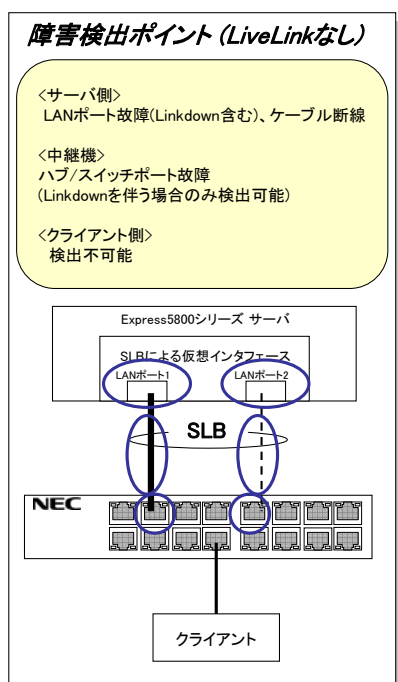 障害検出ポイント (LiveLinkなし)
<サーバ側>
LANポート故障(Linkdown含む)、ケーブル断線
<中継機>
ハブ/スイッチポート故障
(Linkdownを伴う場合のみ検出可能)
<クライアント側>
検出不可能
Express5800シリーズ サーバ
SLBによる仮想インタフェース
LANポート1 LANポート2
SLB
NEC
クライアント